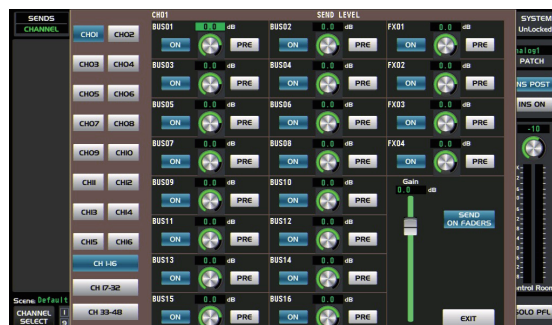 SENDS
CHANNEL
CH01
SEND LEVEL
SYSTEM
UnLocked
CH01 CH02
BUS01 0.0 dB BUS02 0.0 dB FX01 0.0 dB
ON PRE ON PRE ON PRE
PATCH
CH03 CH04
BUS03 0.0 dB BUS04 0.0 dB FX02 0.0 dB
ON PRE ON PRE ON PRE
NS POST
CH05 CH06
INS ON
BUS05 0.0 dB BUS06 0.0 dB FX03 0.0 dB
ON PRE ON PRE ON PRE
CH07 CH08
-10
BUS07 0.0 dB BUS08 0.0 dB FX04 0.0 dB
ON PRE ON PRE ON PRE
CH09 CH10
BUS09 0.0 dB BUS10 0.0 dB Gain
ON PRE ON PRE 0.0 dB
CH11 CH12
BUS11 0.0 dB BUS12 0.0 dB
ON PRE ON PRE
SEND
ON FADERS
CH13 CH14
CH15 CH16
BUS13 0.0 dB BUS14 0.0 dB
ON PRE ON PRE
CH 1-16
CH 17-32
ntrol Room
BUS15 0.0 dB BUS16 0.0 dB
ON PRE ON PRE
Scene Default
CHANNEL
SELECT
CH 33-48
EXIT
OLO PFL